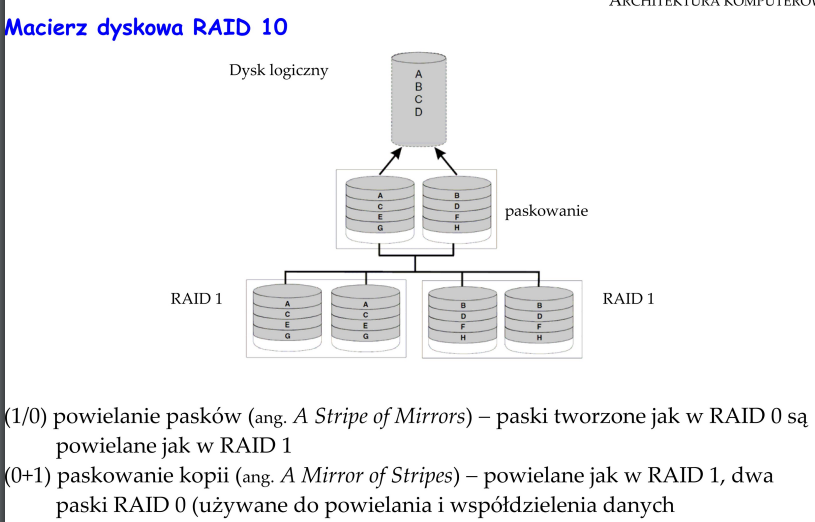 ARCHITEKTURA KOMPUTERÓW
Macierz dyskowa RAID 10
Dysk logiczny
A
B
C
D
A
C
E
G
B
D
F
H
paskowanie
RAID 1
A
C
E
G
A
C
E
G
B
D
F
H
B
D
F
H
RAID 1
(1/0) powielanie pasków (ang. A Stripe of Mirrors) – paski tworzone jak w RAID 0 są
powielane jak w RAID 1
(0+1) paskowanie kopii (ang. A Mirror of Stripes) – powielane jak w RAID 1, dwa
paski RAID 0 (używane do powielania i współdzielenia danych